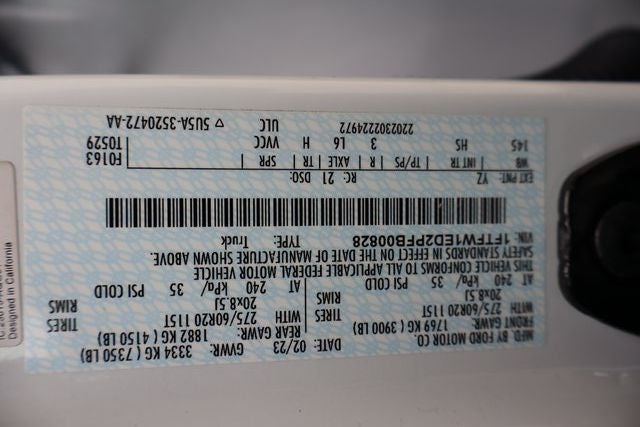 MFD. BY FORD MOTOR CO.
DATE: 02/23 GVWR: 3334 KG ( 7350 LB)
FRONT GAWR: REAR GAWR:
1769 KG ( 3900 LB) 1882 KG ( 4150 LB)
275/60R20 115T WITH 275/60R20 115T WITH TIRES
20x8.5J 20x8.5J RIMS
AT 240 kPa/ 35 PSI COLD AT 240 kPa/ 35 PSI COLD
THIS VEHICLE CONFORMS TO ALL APPLICABLE FEDERAL MOTOR VEHICLE
SAFETY STANDARDS IN EFFECT ON THE DATE OF MANUFACTURE SHOWN ABOVE.
VIN: 1FTFW1ED2PFB00828 TYPE: Truck
EXT PNT: YZ RC: 21 DSO: F0163
WB INT TR TP/PS R AXLE SPR T0529
145 HS 3 L6 H VVCC
2202302224972 ULC ▽ 5U5A-3520472-AA
Designed in California